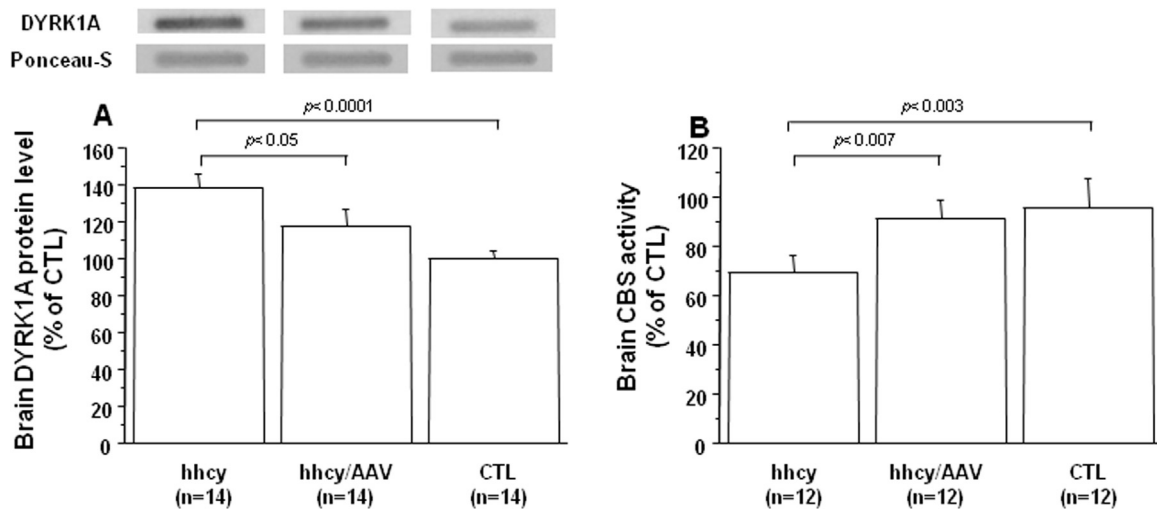 DYRK1A
Ponceau-S
A
p< 0.0001
p< 0.05
Brain DYRK1A protein level
(% of CTL)
160
140
120
100
80
60
40
20
0
hhcy
(n=14)
hhcy/AAV
(n=14)
CTL
(n=14)
B
p< 0.003
p< 0.007
Brain CBS activity
(% of CTL)
120
100
80
60
40
20
0
hhcy
(n=12)
hhcy/AAV
(n=12)
CTL
(n=12)